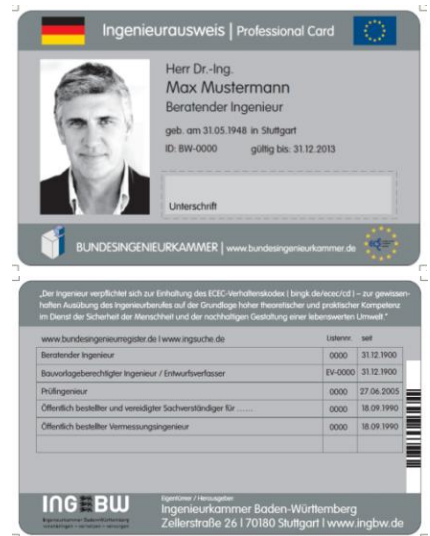 Ingenieurausweis | Professional Card
Herr Dr.-Ing.
Max Mustermann
Beratender Ingenieur
geb. am 31.05.1948 in Stuttgart
ID: BW-0000 gültig bis: 31.12.2013
Unterschrift
BUNDESINGENIEURKAMMER | www.bundesingenieurkammer.de
„Der Ingenieur verpflichtet sich zur Einhaltung des ECEC-Verhaltenskodex | bingk.de/ecec/cd | – zur gewissen-
haften Ausübung des Ingenieurberufes auf der Grundlage hoher theoretischer und praktischer Kompetenz
im Dienst der Sicherheit der Menschheit und der nachhaltigen Gestaltung einer lebenswerten Umwelt."
www.bundesingenieurregister.de I www.ingsuche.de Listennr. seit
Beratender Ingenieur 0000 31.12.1900
Bauvorlageberechtigter Ingenieur / Entwurfsverfasser EV-0000 31.12.1900
Prüfingenieur 0000 27.06.2005
Öffentlich bestellter und vereidigter Sachverständiger für ....... 0000 18.09.1990
Öffentlich bestellter Vermessungsingenieur 0000 18.09.1990
ING BW
Ingenieurkammer Baden-Württemberg
Eigentümer / Herausgeber
Ingenieurkammer Baden-Württemberg
Zellerstraße 26 I 70180 Stuttgart I www.ingbw.de